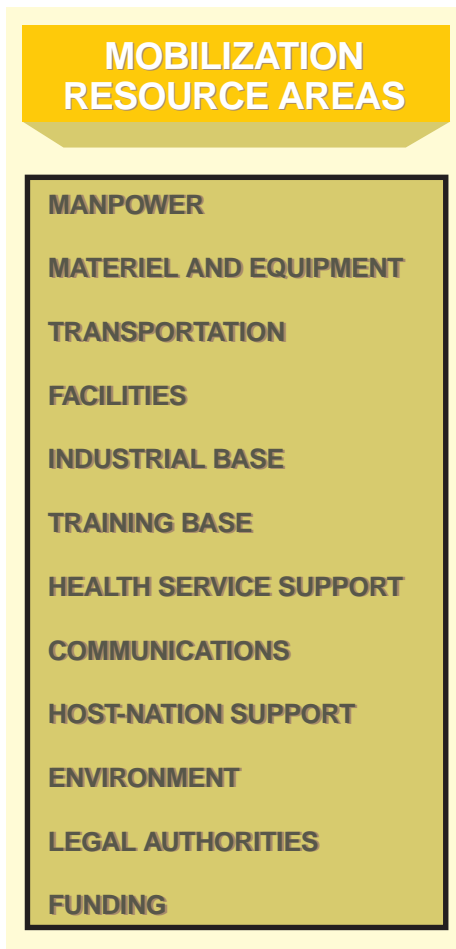 MOBILIZATION
RESOURCE AREAS
MANPOWER
MATERIEL AND EQUIPMENT
TRANSPORTATION
FACILITIES
INDUSTRIAL BASE
TRAINING BASE
HEALTH SERVICE SUPPORT
COMMUNICATIONS
HOST-NATION SUPPORT
ENVIRONMENT
LEGAL AUTHORITIES
FUNDING